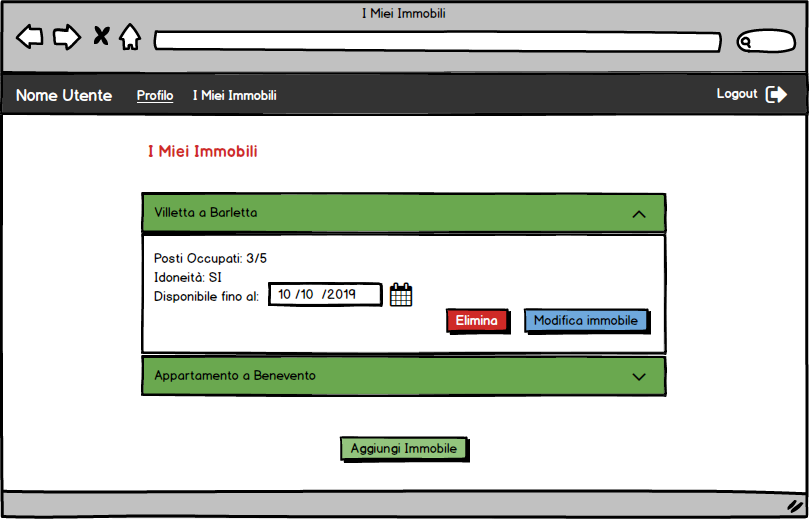 I Miei Immobili
Nome Utente Profilo I Miei Immobili Logout
I Miei Immobili
Villetta a Barletta
Posti Occupati: 3/5
Idoneità: SI
Disponibile fino al: 10 /10 /2019
Elimina Modifica immobile
Appartamento a Benevento
Aggiungi Immobile